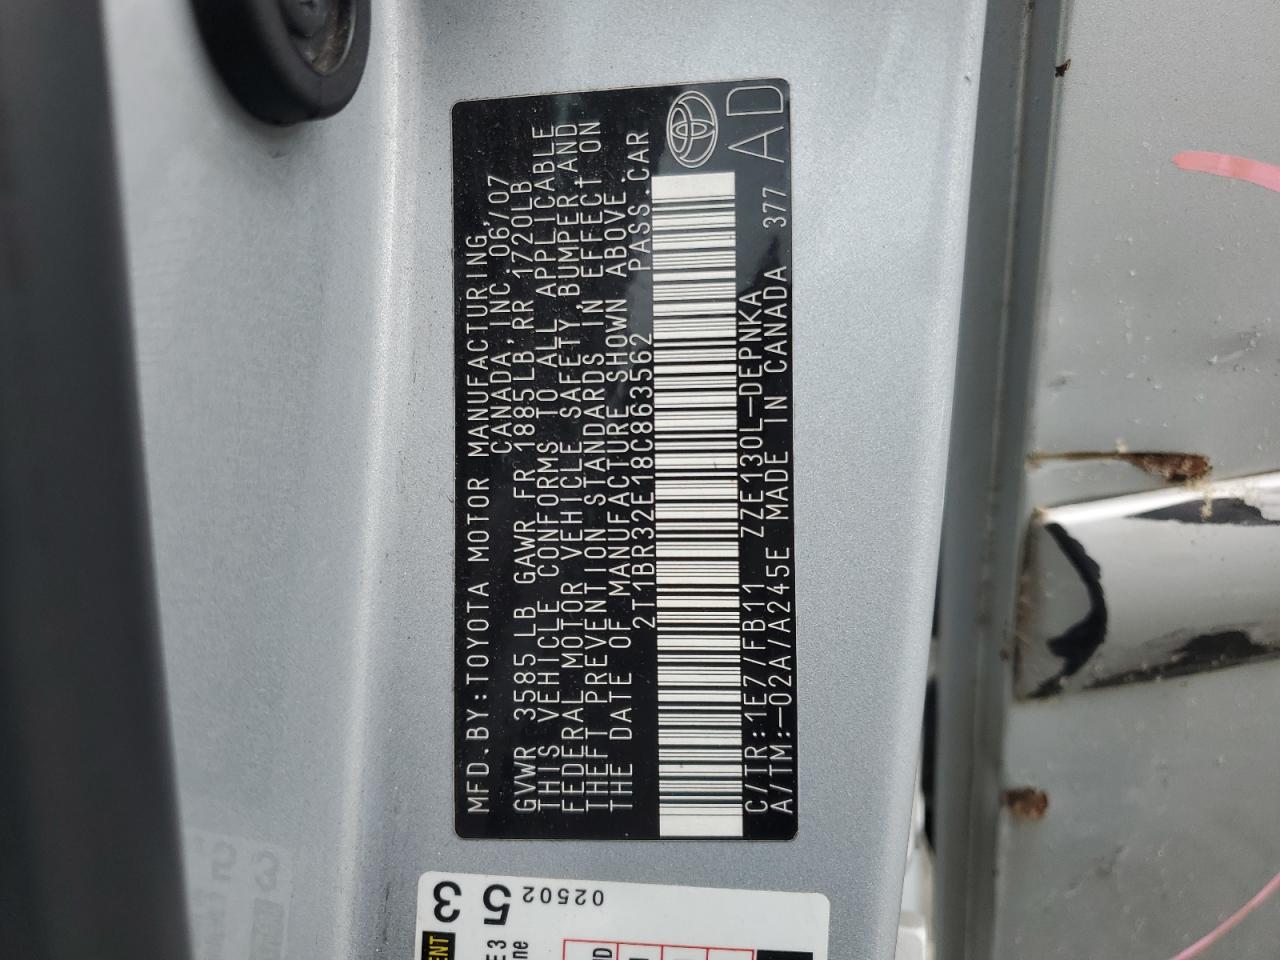 MFD.BY:TOYOTA MOTOR MANUFACTURING,
CANADA,INC.06/07
GVWR 3585LB GAWR FR 1885LB RR 1720LB
THIS VEHICLE CONFORMS TO ALL APPLICABLE
FEDERAL MOTOR VEHICLE SAFETY,BUMPER AND
THEFT PREVENTION STANDARDS IN EFFECT ON
THE DATE OF MANUFACTURE SHOWN ABOVE.
2T1BR32E18C863562 PASS.CAR
C/TR:1E7/FB11 ZZE130L-DEPNKA
A/TM:-02A/A245E MADE IN CANADA 377 AD
3
5
02502